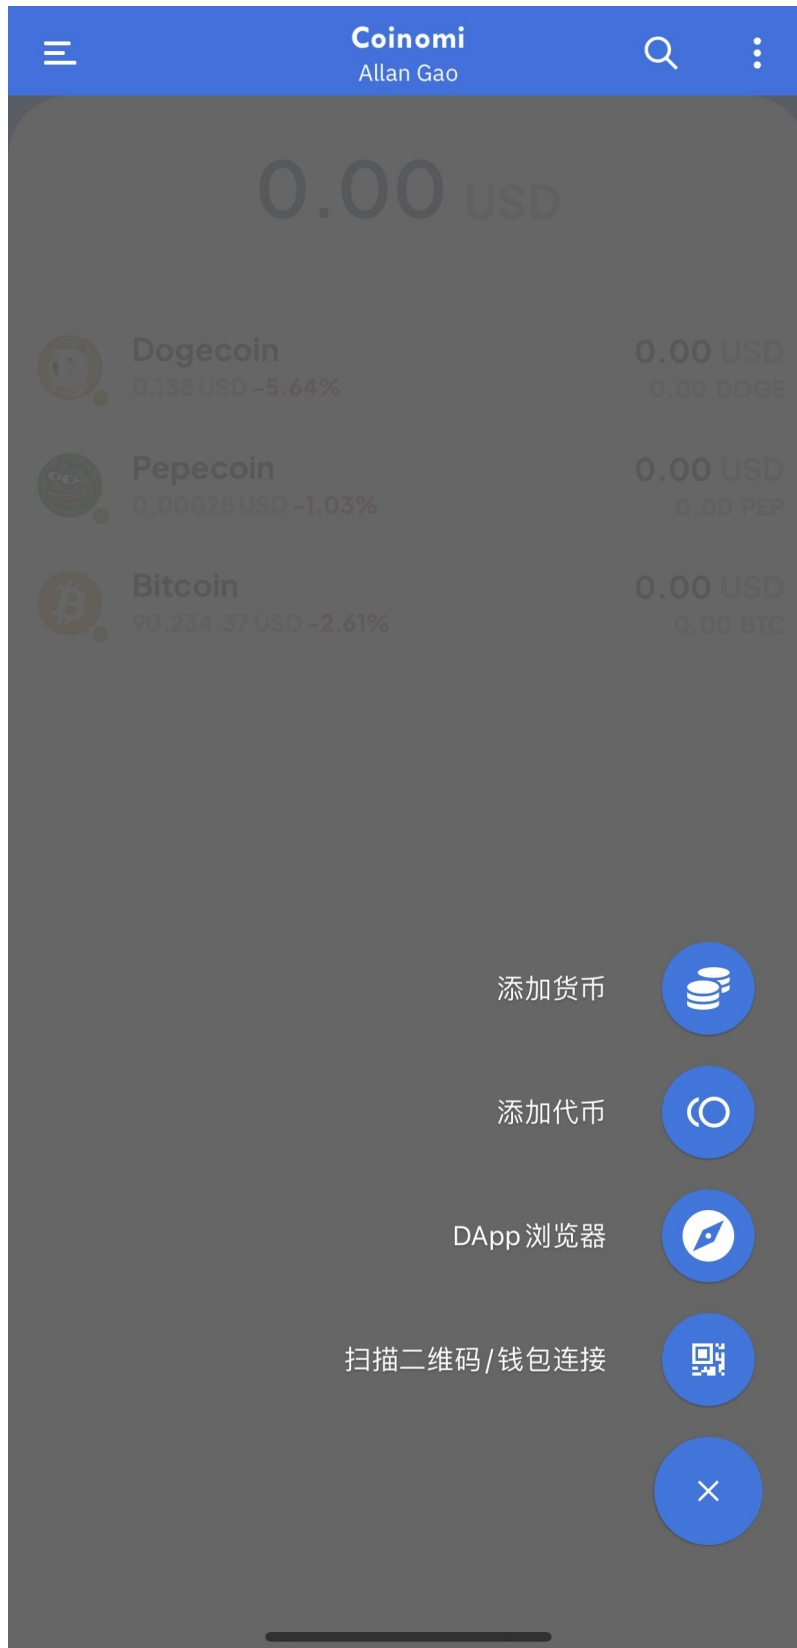 Coinomi
Allan Gao
0.00 USD
Dogecoin 0.00 USD
0.138 USD -5.64% 0.00 DOGE
Pepecoin 0.00 USD
0.00028 USD -1.03% 0.00 PEP
Bitcoin 0.00 USD
90,234.37 USD -2.61% 0.00 BTC
添加货币
添加代币
DApp 浏览器
扫描二维码/钱包连接